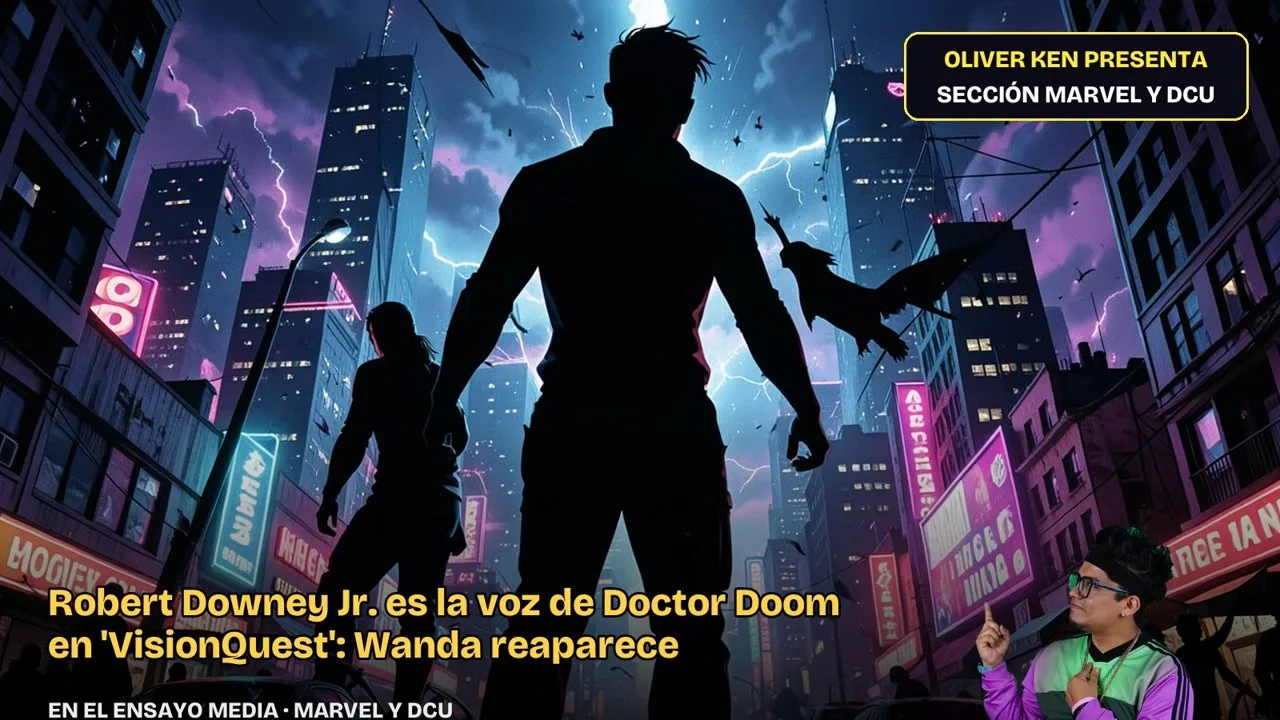 OLIVER KEN PRESENTA
SECCIÓN MARVEL Y DCU
Robert Downey Jr. es la voz de Doctor Doom
en 'VisionQuest': Wanda reaparece
EN EL ENSAYO MEDIA · MARVEL Y DCU